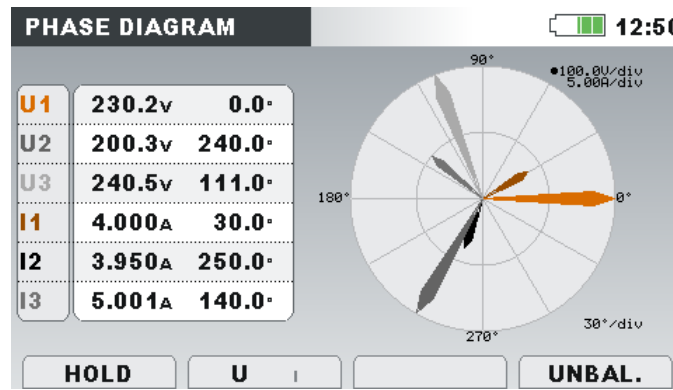 PHASE DIAGRAM 12:50
90°
●100.0V/div
5.00A/div
U1 230.2v 0.0°
U2 200.3v 240.0°
U3 240.5v 111.0°
180° 0°
I1 4.000A 30.0°
I2 3.950A 250.0°
I3 5.001A 140.0°
30°/div
270°
HOLD U I UNBAL.